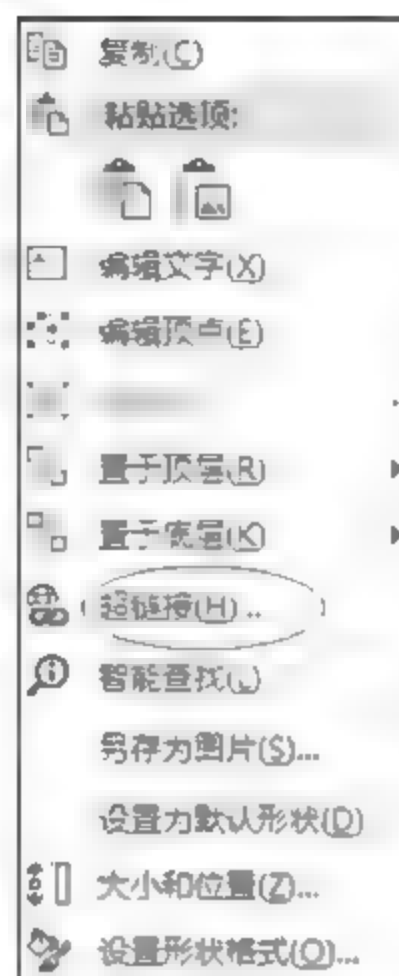 复制(C)
粘贴选项:
编辑文字(X)
编辑顶点(E)
置于顶层(R)
置于底层(K)
超链接(H)...
智能查找(L)
另存为图片(S)...
设置为默认形状(D)
大小和位置(Z)...
设置形状格式(O)...